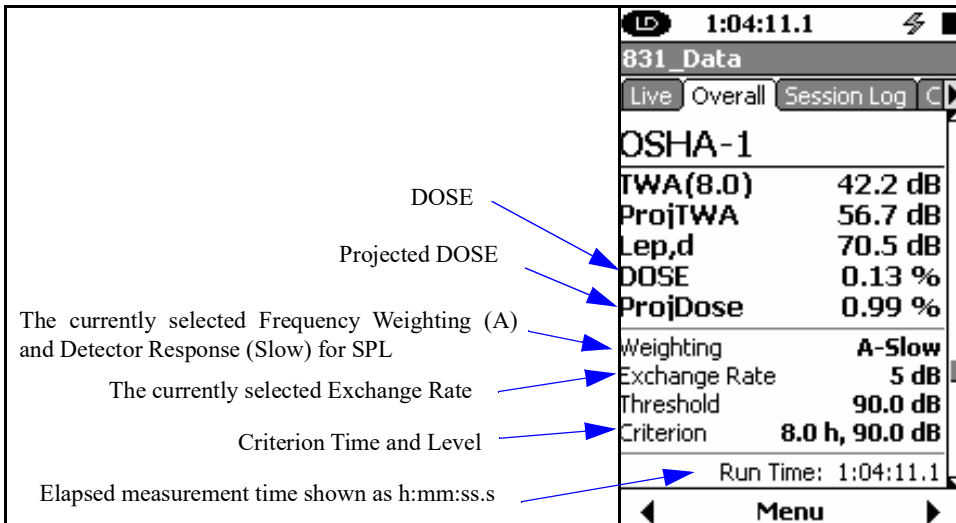 DOSE
Projected DOSE
The currently selected Frequency Weighting (A)
and Detector Response (Slow) for SPL
The currently selected Exchange Rate
Criterion Time and Level
Elapsed measurement time shown as h:mm:ss.s
LD 1:04:11.1
831_Data
Live Overall Session Log C
OSHA-1
TWA(8.0) 42.2 dB
ProjTWA 56.7 dB
Lep,d 70.5 dB
DOSE 0.13 %
ProjDose 0.99 %
Weighting A-Slow
Exchange Rate 5 dB
Threshold 90.0 dB
Criterion 8.0 h, 90.0 dB
Run Time: 1:04:11.1
Menu